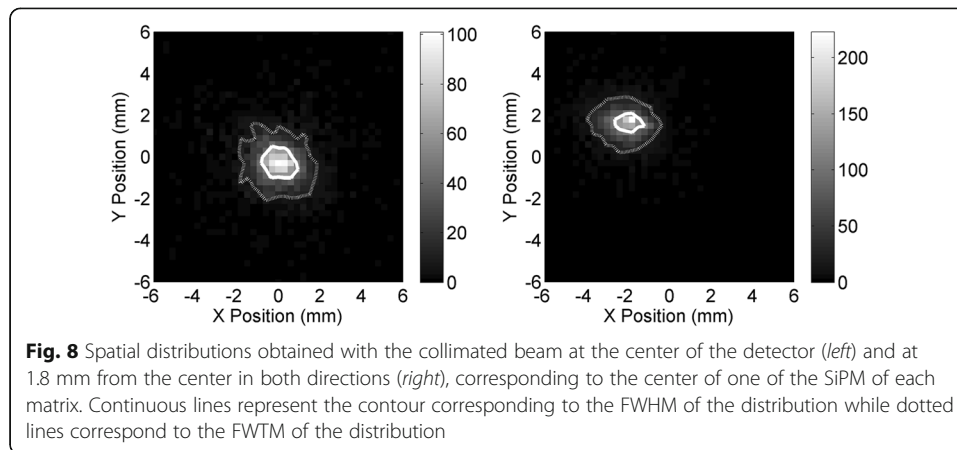 6
4
2
0
-2
-4
-6
Y Position (mm)
-6 -4 -2 0 2 4 6
X Position (mm)
100
80
60
40
20
0
6
4
2
0
-2
-4
-6
Y Position (mm)
-6 -4 -2 0 2 4 6
X Position (mm)
200
150
100
50
0
Fig. 8 Spatial distributions obtained with the collimated beam at the center of the detector (left) and at
1.8 mm from the center in both directions (right), corresponding to the center of one of the SiPM of each
matrix. Continuous lines represent the contour corresponding to the FWHM of the distribution while dotted
lines correspond to the FWTM of the distribution